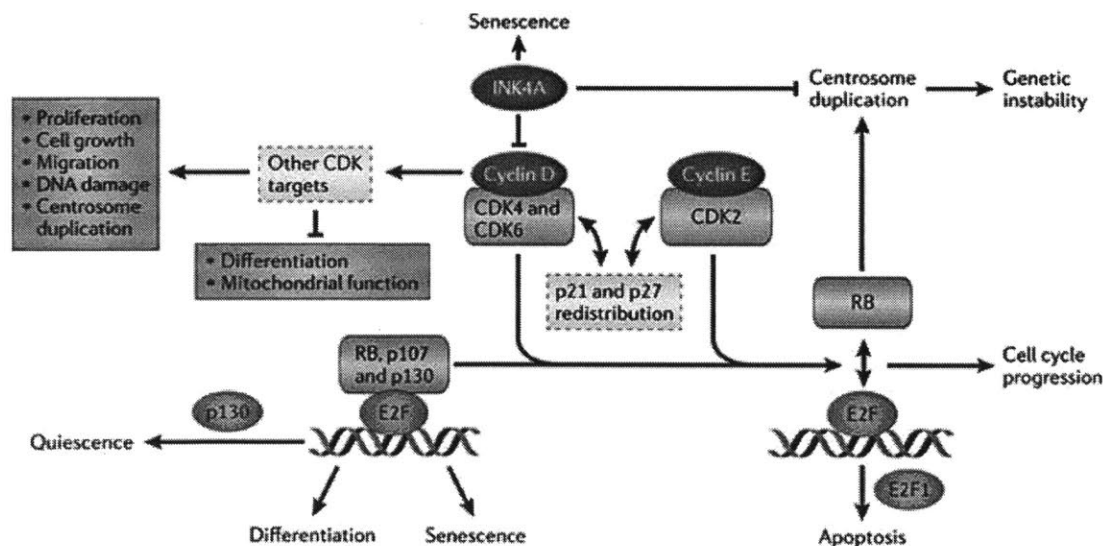 Senescence
INK4A
Centrosome
duplication
Genetic
instability
• Proliferation
• Cell growth
• Migration
• DNA damage
• Centrosome
duplication
Other CDK
targets
Cyclin D
CDK4 and
CDK6
Cyclin E
CDK2
• Differentiation
• Mitochondrial function
p21 and p27
redistribution
RB
RB, p107
and p130
E2F
Cell cycle
progression
p130
Quiescence
E2F
E2F1
Differentiation
Senescence
Apoptosis